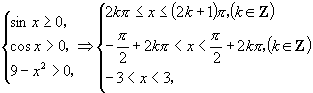 { sin x ≥ 0, ⇒ { 2kπ ≤ x ≤ (2k+1)π,(k∈Z)
cos x > 0, −π/2 + 2kπ < x < π/2 + 2kπ,(k∈Z)
9−x² > 0, −3 < x < 3,